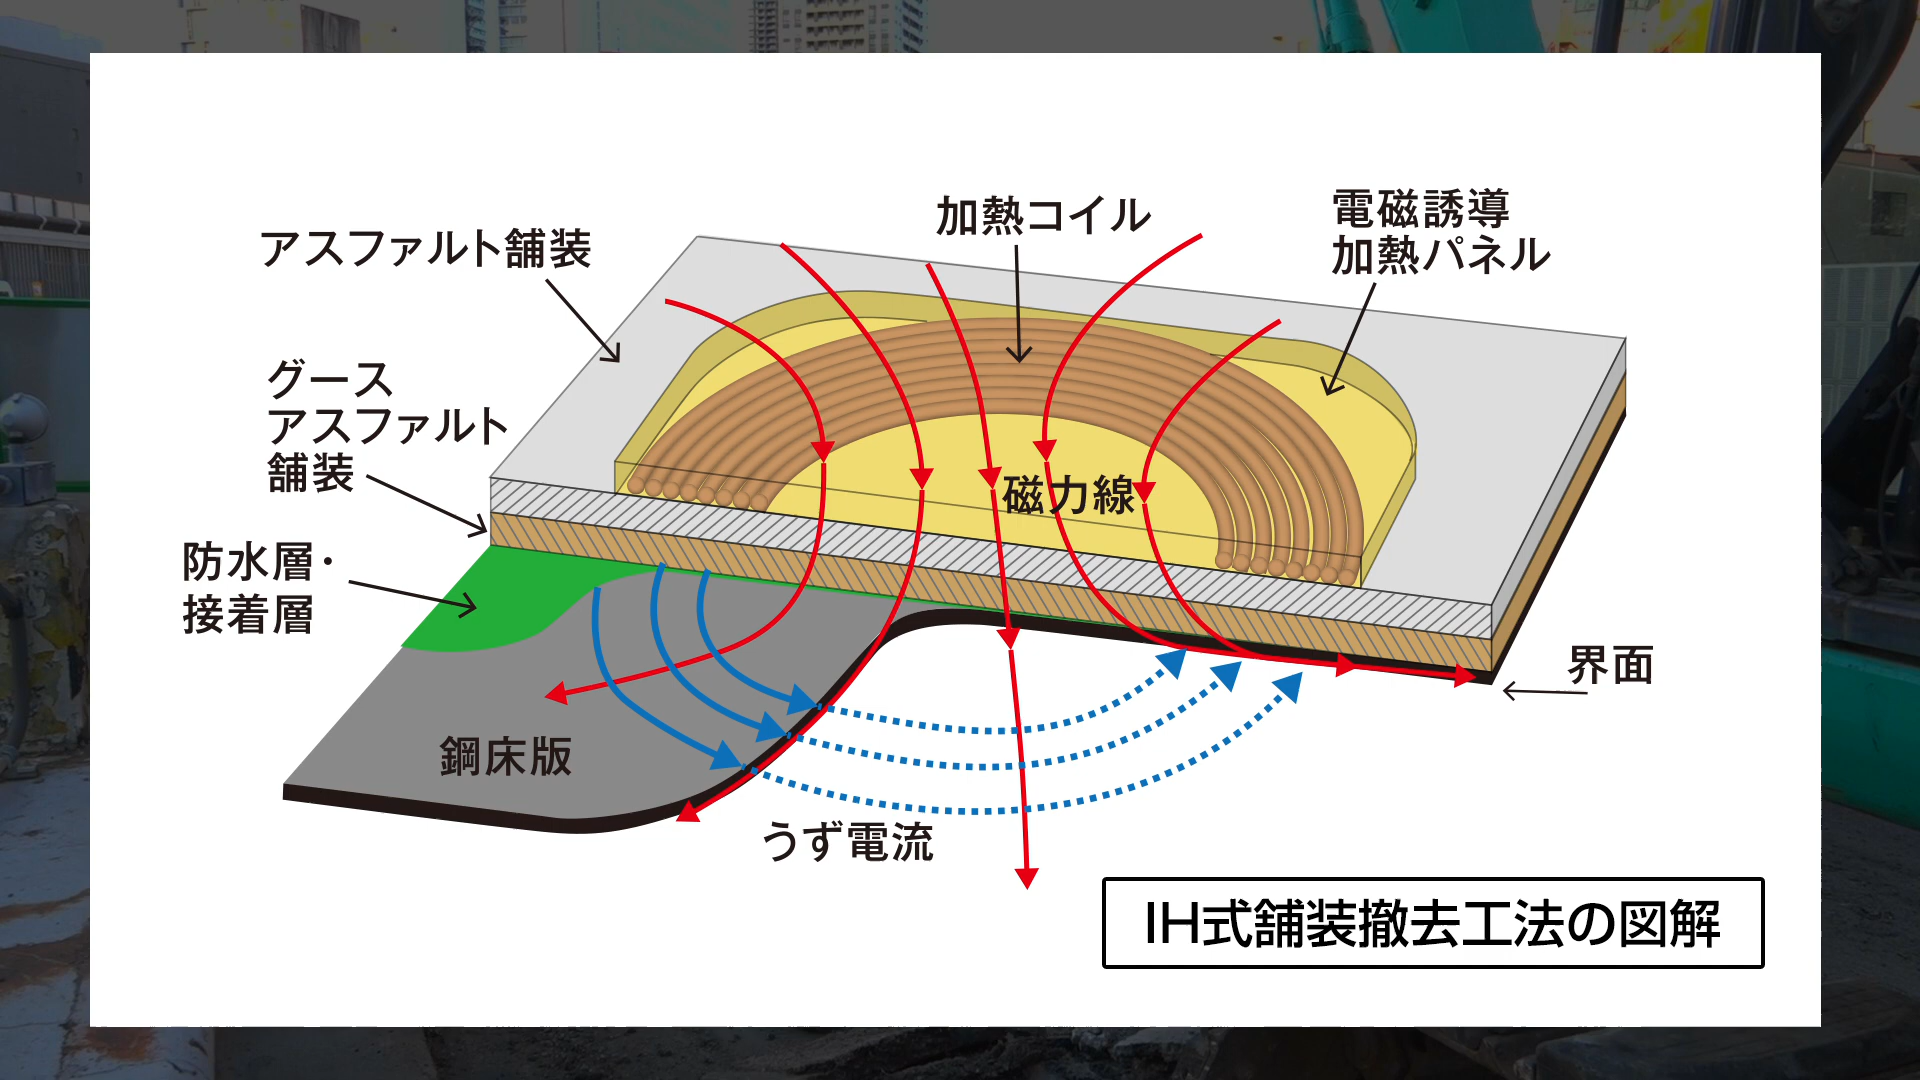 アスファルト舗装
加熱コイル
電磁誘導
加熱パネル
グース
アスファルト
舗装
磁力線
防水層・
接着層
界面
鋼床版
うず電流
IH式舗装撤去工法の図解